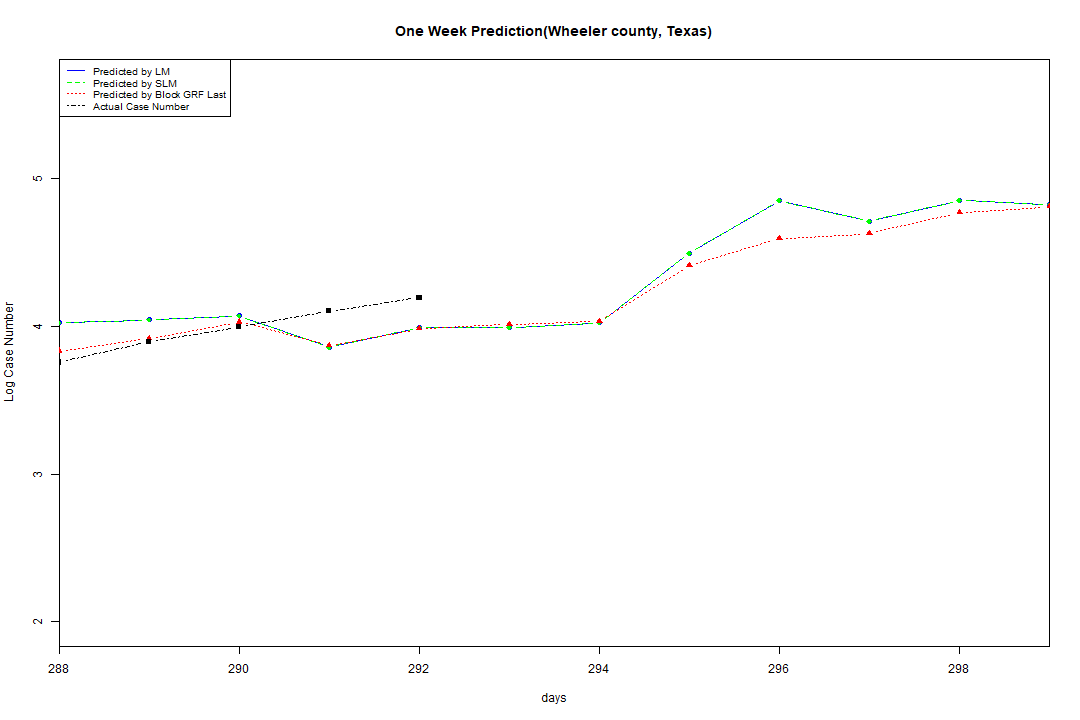 One Week Prediction(Wheeler county, Texas)
Predicted by LM
Predicted by SLM
Predicted by Block GRF Last
Actual Case Number
Log Case Number
5
4
3
2
288 290 292 294 296 298
days